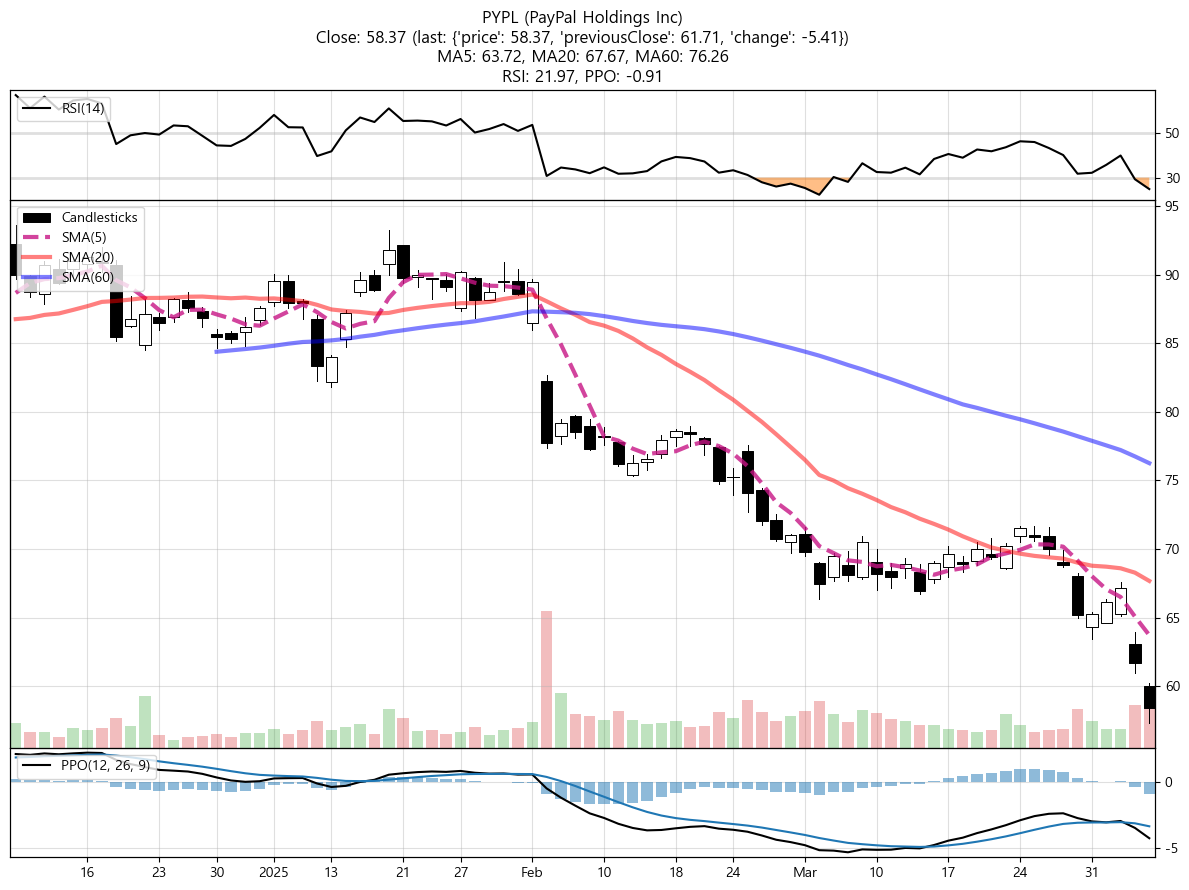 PYPL (PayPal Holdings Inc)
Close: 58.37 (last: {'price': 58.37, 'previousClose': 61.71, 'change': -5.41})
MA5: 63.72, MA20: 67.67, MA60: 76.26
RSI: 21.97, PPO: -0.91
RSI(14)
50
30
Candlesticks
SMA(5)
SMA(20)
SMA(60)
95
90
85
80
75
70
65
60
PPO(12, 26, 9)
0
-5
16 23 30 2025 13 21 27 Feb 10 18 24 Mar 10 17 24 31